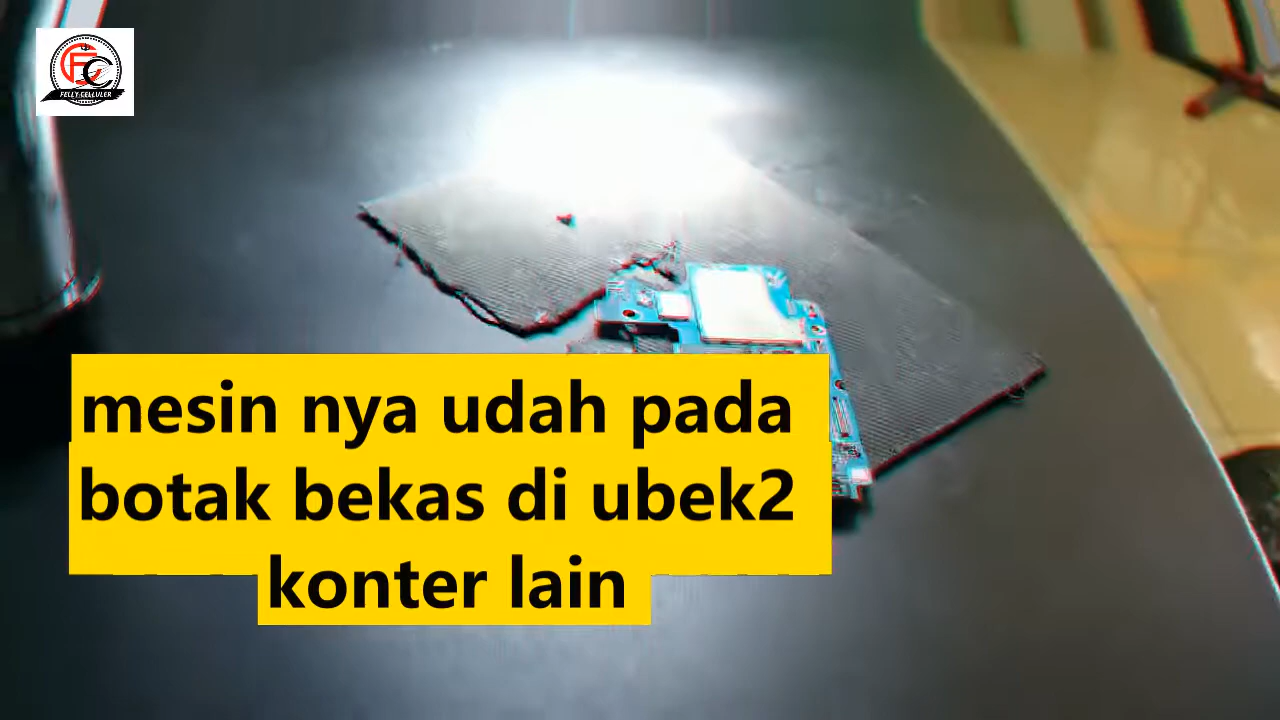 FELLY CELLULER
mesin nya udah pada
botak bekas di ubek2
konter lain